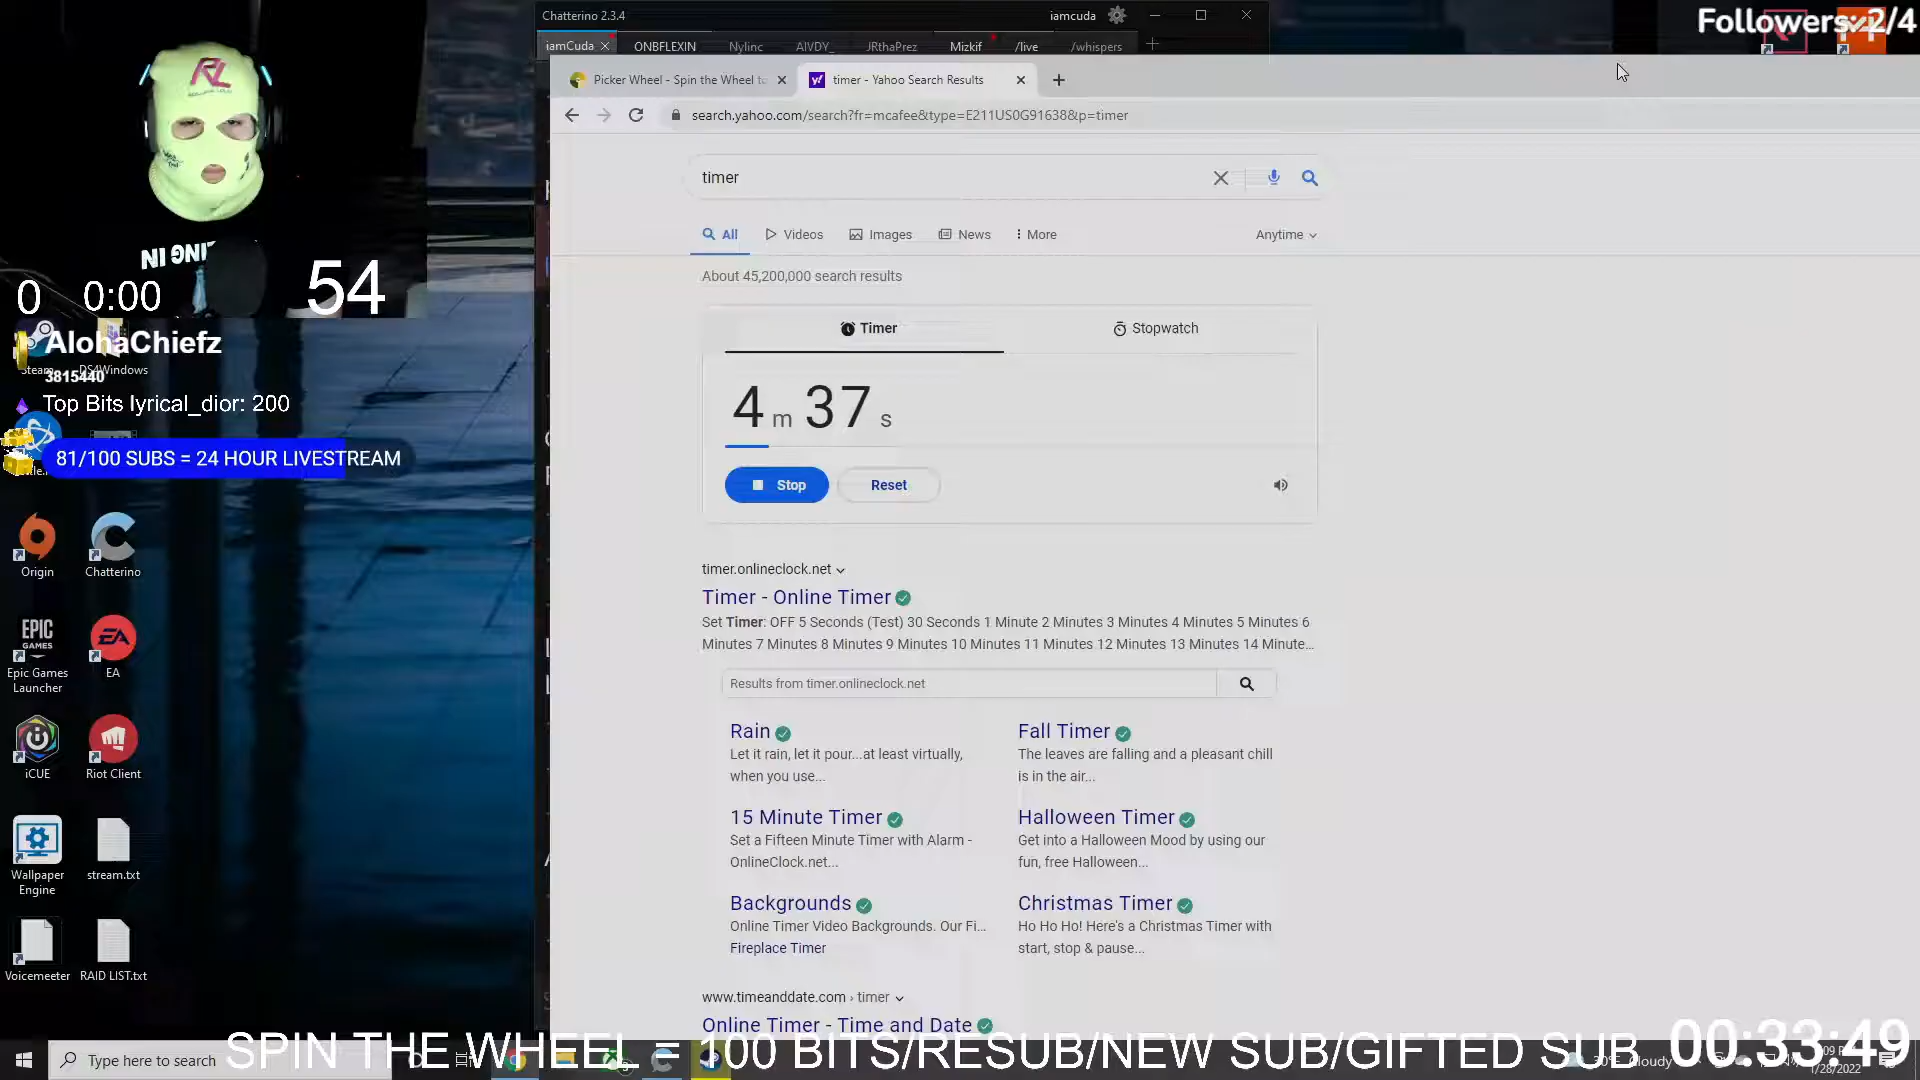 Chatterino 2.3.4
iamcuda
Followers: 2/4
iamCuda
ONBFLEXIN
Nylinc
AIVDY_
JRthaPrez
Mizkif
/live
/whispers
Picker Wheel - Spin the Wheel to
timer - Yahoo Search Results
search.yahoo.com/search?fr=mcafee&type=E211US0G91638&p=timer
timer
All
Videos
Images
News
More
Anytime
About 45,200,000 search results
Timer
Stopwatch
4 m 37 s
Stop
Reset
timer.onlineclock.net
Timer - Online Timer
Set Timer: OFF 5 Seconds (Test) 30 Seconds 1 Minute 2 Minutes 3 Minutes 4 Minutes 5 Minutes 6
Minutes 7 Minutes 8 Minutes 9 Minutes 10 Minutes 11 Minutes 12 Minutes 13 Minutes 14 Minute...
Results from timer.onlineclock.net
Rain
Let it rain, let it pour...at least virtually,
when you use...
Fall Timer
The leaves are falling and a pleasant chill
is in the air...
15 Minute Timer
Set a Fifteen Minute Timer with Alarm -
OnlineClock.net...
Halloween Timer
Get into a Halloween Mood by using our
fun, free Halloween...
Backgrounds
Online Timer Video Backgrounds. Our Fi...
Fireplace Timer
Christmas Timer
Ho Ho Ho! Here's a Christmas Timer with
start, stop & pause...
www.timeanddate.com › timer
Online Timer - Time and Date
RL
0
0:00
54
AlohaChiefz
Steam
DS4Windows
3815440
Top Bits lyrical_dior: 200
81/100 SUBS = 24 HOUR LIVESTREAM
Origin
Chatterino
EPIC
GAMES
Epic Games
Launcher
EA
EA
iCUE
Riot Client
Wallpaper
Engine
stream.txt
Voicemeeter
RAID LIST.txt
Type here to search
SPIN THE WHEEL = 100 BITS/RESUB/NEW SUB/GIFTED SUB
00:33:49
Cloudy
1/28/2022